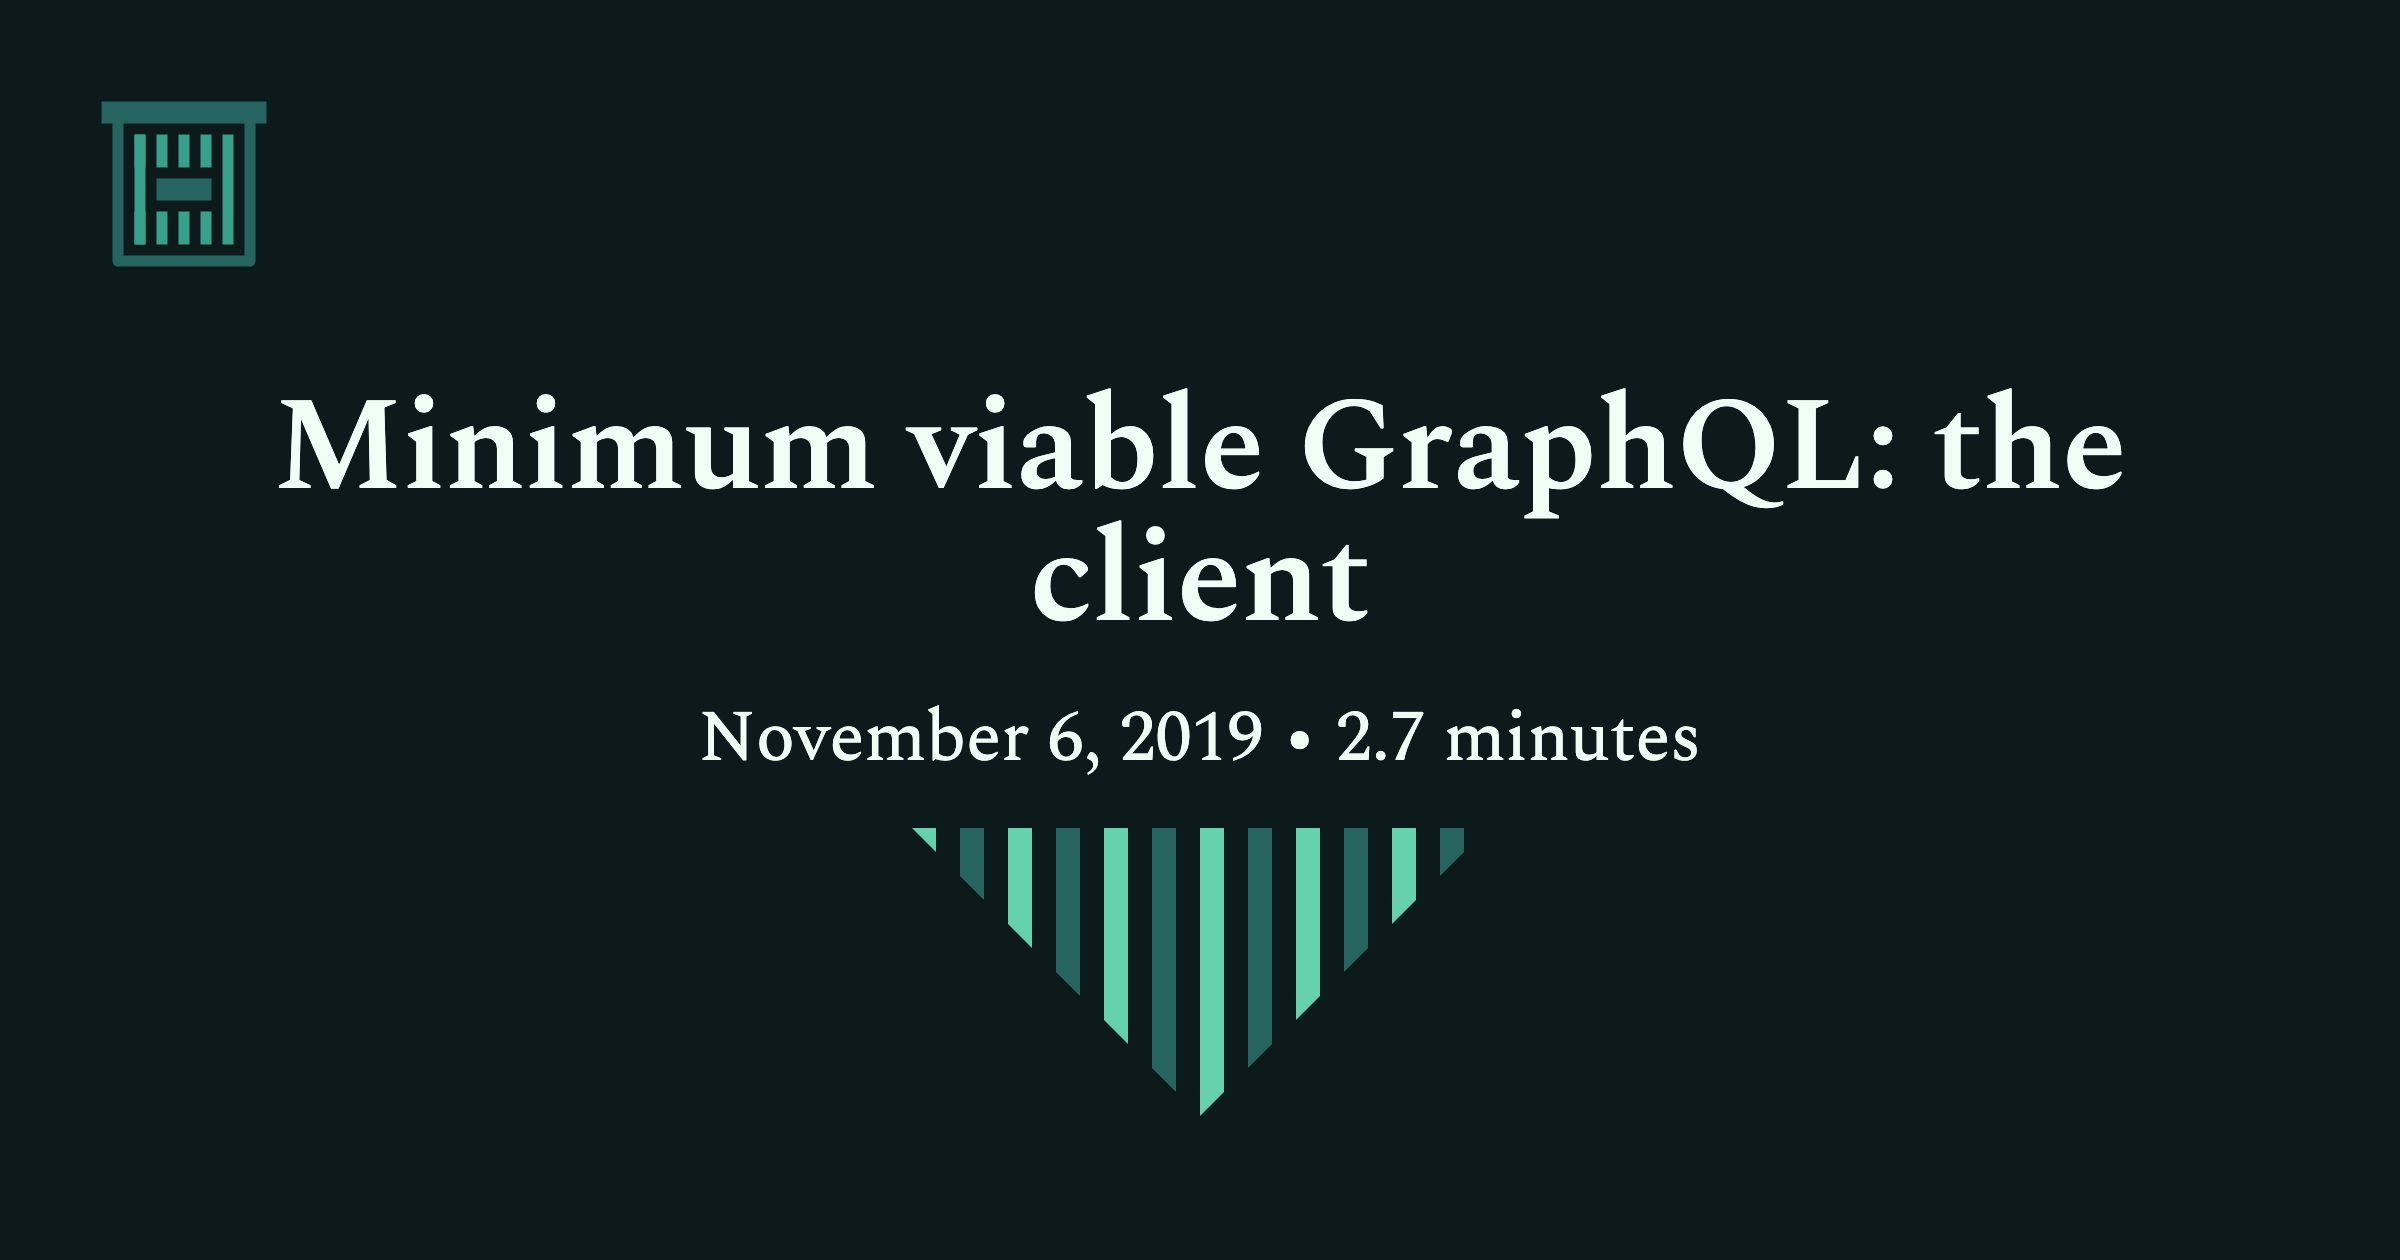 Minimum viable GraphQL: the
client
November 6, 2019 • 2.7 minutes